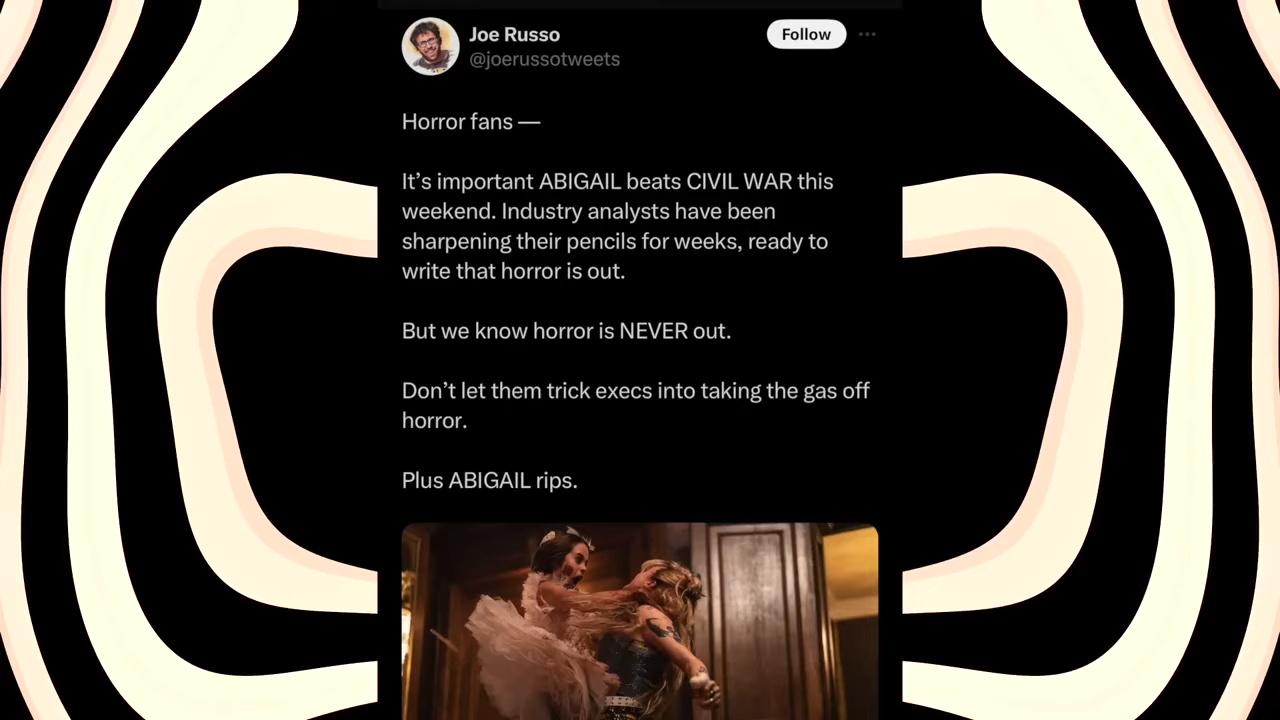 Joe Russo
Follow
@joerussotweets
Horror fans —
It’s important ABIGAIL beats CIVIL WAR this
weekend. Industry analysts have been
sharpening their pencils for weeks, ready to
write that horror is out.
But we know horror is NEVER out.
Don’t let them trick execs into taking the gas off
horror.
Plus ABIGAIL rips.